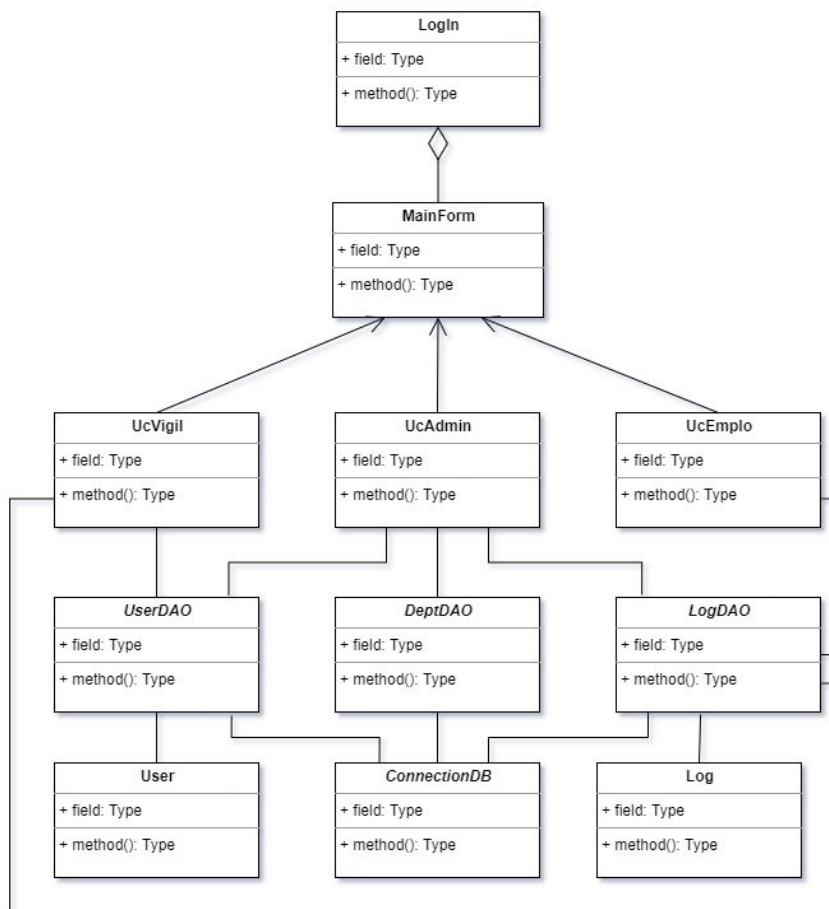 LogIn
+ field: Type
+ method(): Type
MainForm
+ field: Type
+ method(): Type
UcVigil
+ field: Type
+ method(): Type
UcAdmin
+ field: Type
+ method(): Type
UcEmplo
+ field: Type
+ method(): Type
UserDAO
+ field: Type
+ method(): Type
DeptDAO
+ field: Type
+ method(): Type
LogDAO
+ field: Type
+ method(): Type
User
+ field: Type
+ method(): Type
ConnectionDB
+ field: Type
+ method(): Type
Log
+ field: Type
+ method(): Type